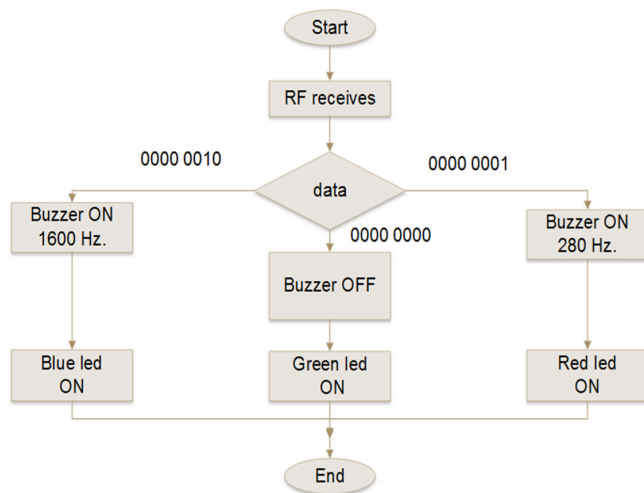 Start
RF receives
0000 0010
0000 0001
data
Buzzer ON
1600 Hz.
0000 0000
Buzzer OFF
Buzzer ON
280 Hz.
Blue led
ON
Green led
ON
Red led
ON
End